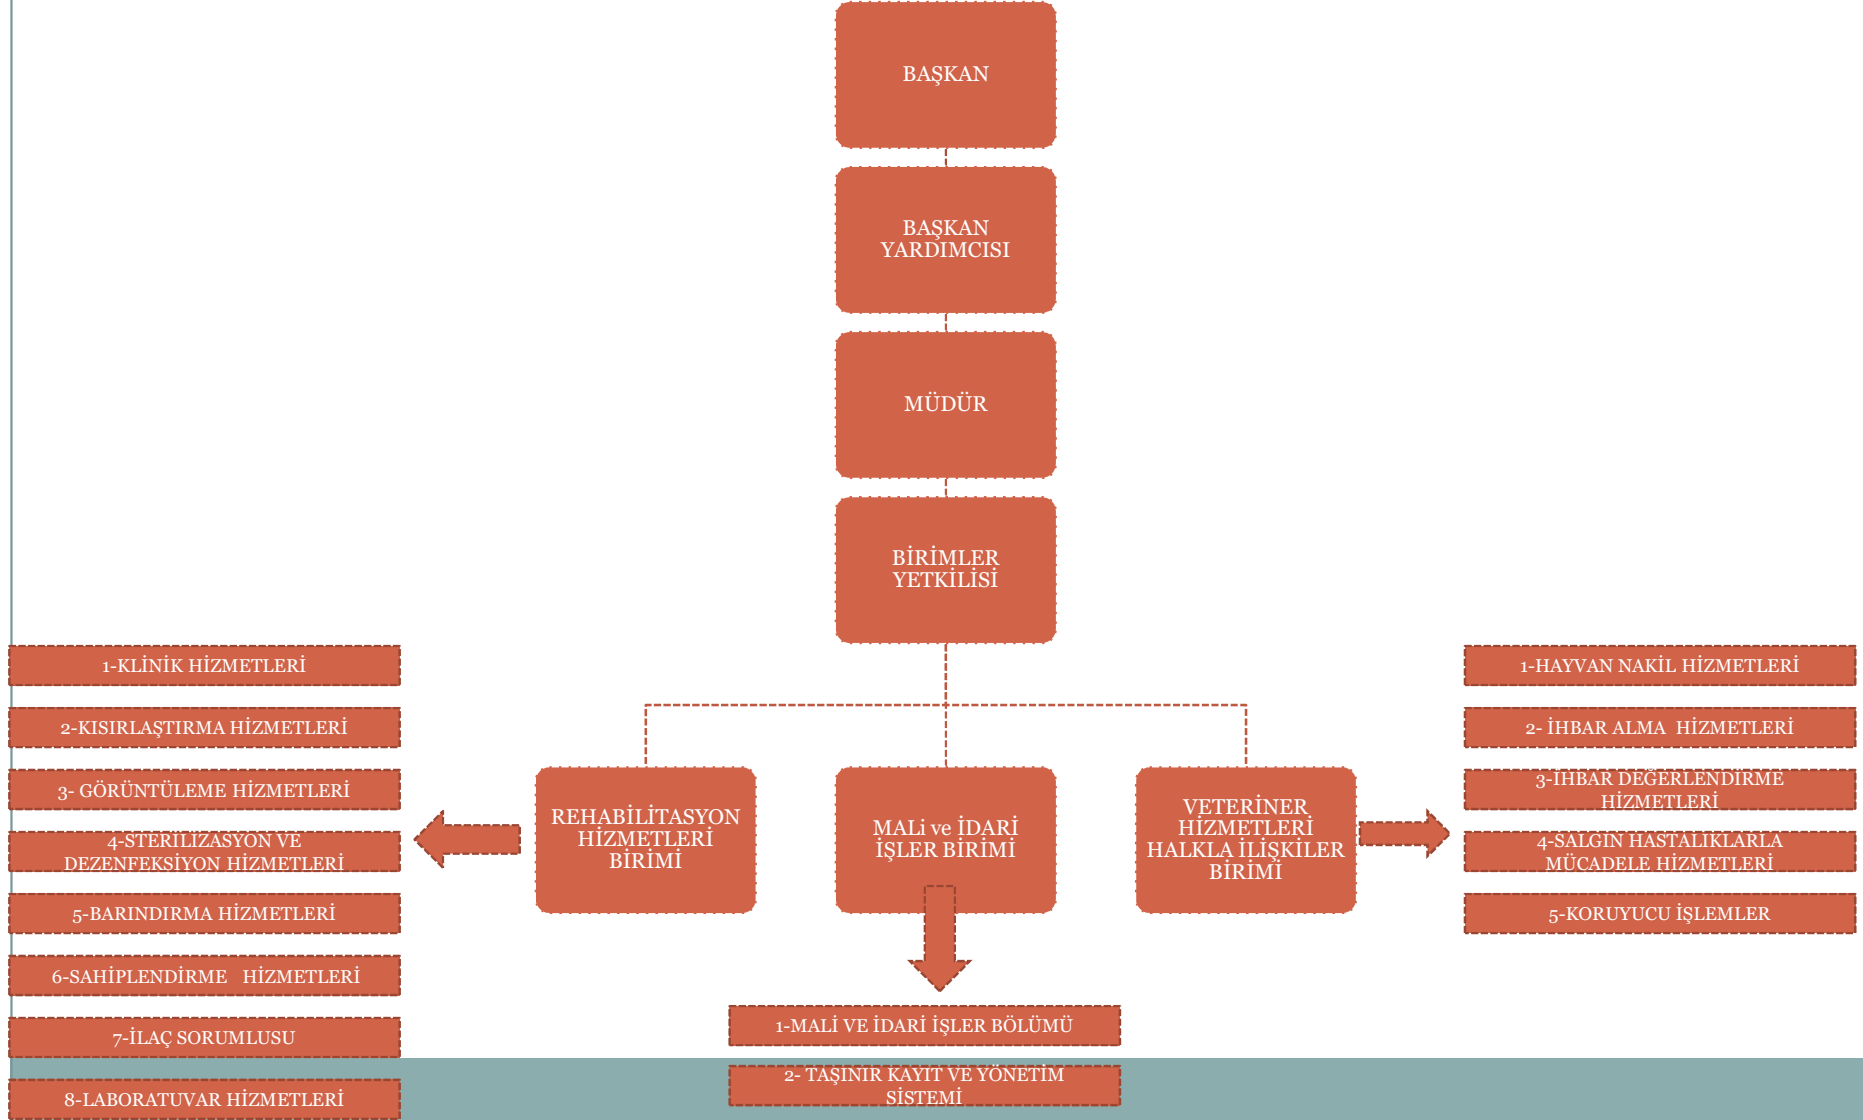 BAŞKAN
BAŞKAN
YARDIMCISI
MÜDÜR
BİRİMLER
YETKİLİSİ
1-KLİNİK HİZMETLERİ
2-KISIRLAŞTIRMA HİZMETLERİ
3- GÖRÜNTÜLEME HİZMETLERİ
4-STERİLİZASYON VE
DEZENFEKSİYON HİZMETLERİ
5-BARINDIRMA HİZMETLERİ
6-SAHİPLENDİRME HİZMETLERİ
7-İLAÇ SORUMLUSU
8-LABORATUVAR HİZMETLERİ
REHABİLİTASYON
HİZMETLERİ
BİRİMİ
MALi ve İDARİ
İŞLER BİRİMİ
1-MALİ VE İDARİ İŞLER BÖLÜMÜ
2- TAŞINIR KAYIT VE YÖNETİM
SİSTEMİ
VETERİNER
HİZMETLERİ
HALKLA İLİŞKİLER
BİRİMİ
1-HAYVAN NAKİL HİZMETLERİ
2- İHBAR ALMA HİZMETLERİ
3-İHBAR DEĞERLENDİRME
HİZMETLERİ
4-SALGIN HASTALIKLARLA
MÜCADELE HİZMETLERİ
5-KORUYUCU İŞLEMLER